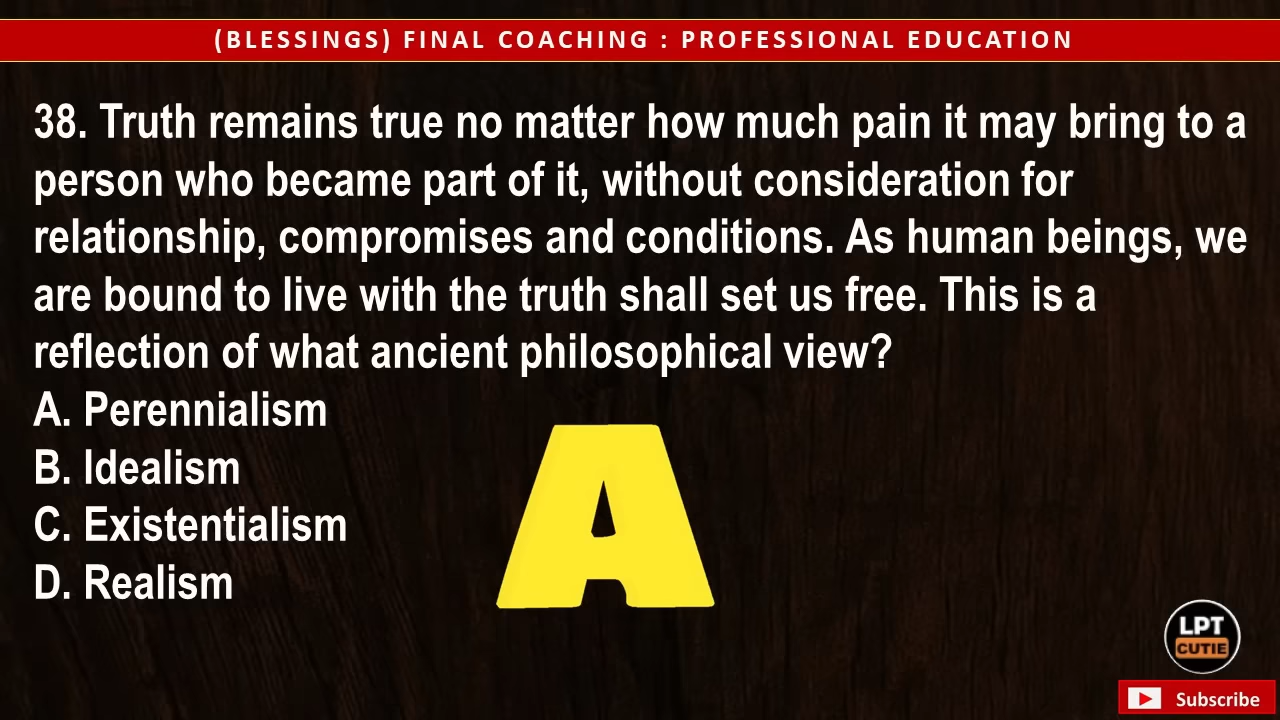 (BLESSINGS) FINAL COACHING : PROFESSIONAL EDUCATION
38. Truth remains true no matter how much pain it may bring to a
person who became part of it, without consideration for
relationship, compromises and conditions. As human beings, we
are bound to live with the truth shall set us free. This is a
reflection of what ancient philosophical view?
A. Perennialism
B. Idealism
C. Existentialism
D. Realism
A
LPT
CUTIE
Subscribe